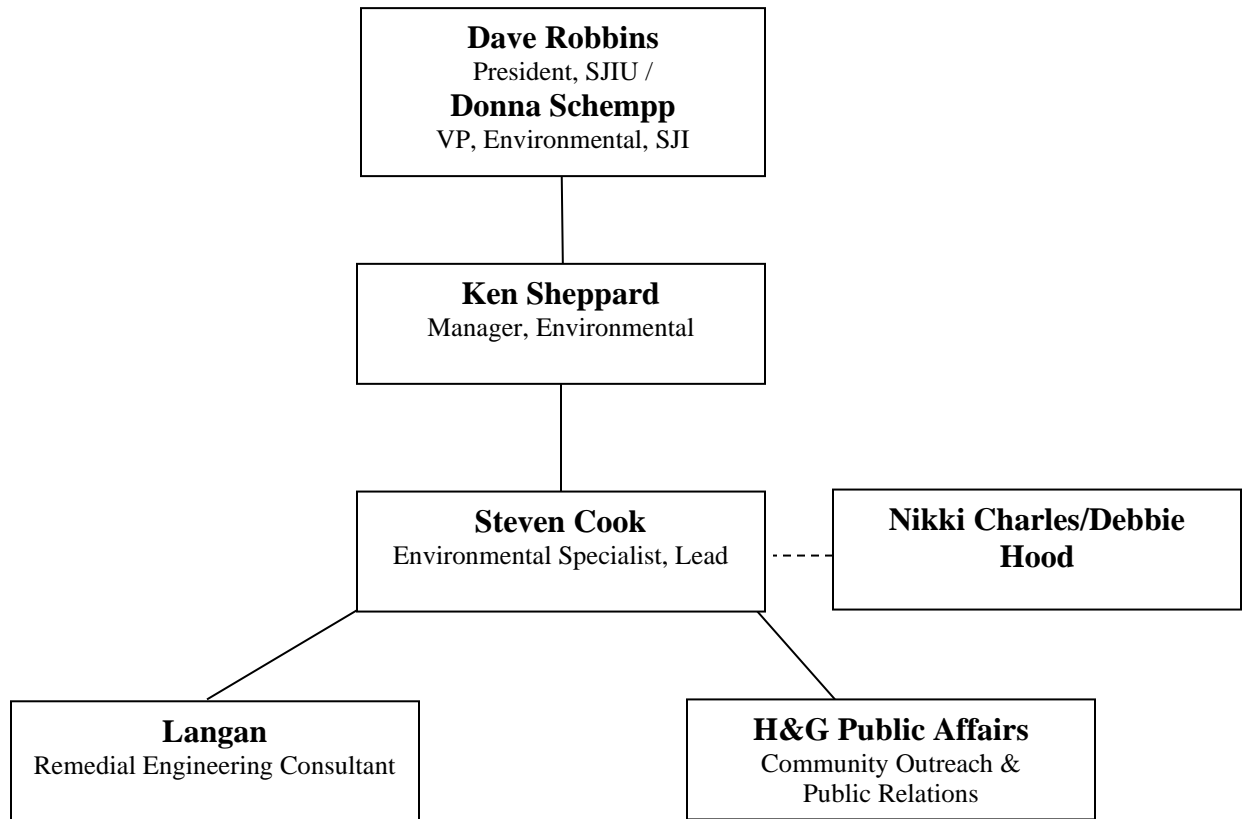 Dave Robbins
President, SJIU /
Donna Schempp
VP, Environmental, SJI
Ken Sheppard
Manager, Environmental
Steven Cook
Environmental Specialist, Lead
Nikki Charles/Debbie
Hood
Langan
Remedial Engineering Consultant
H&G Public Affairs
Community Outreach &
Public Relations